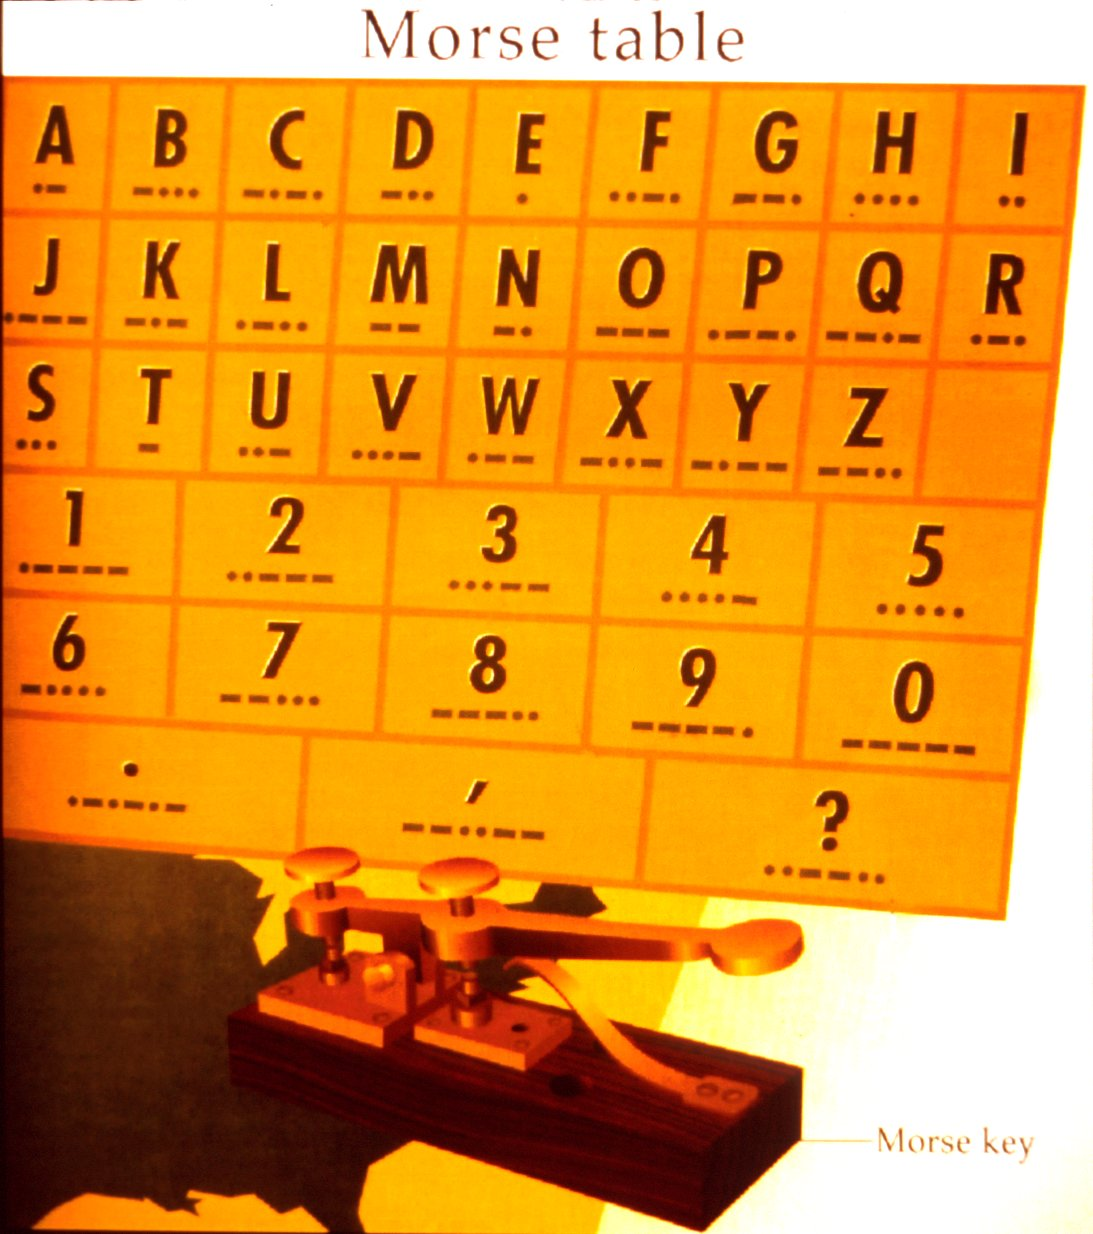 Morse table
A B C D E F G H I
•— —••• —•—• —•• • ••—• ——• •••• ••
J K L M N O P Q R
•——— —•— •—•• —— —• ——— •——• ——•— •—•
S T U V W X Y Z
••• — ••— •••— •—— —••— —•—— ——••
1 2 3 4 5
•———— ••——— •••—— ••••— •••••
6 7 8 9 0
—•••• ——••• ———•• ————• —————
. , ?
•—•—•— ——••—— ••——••
Morse key